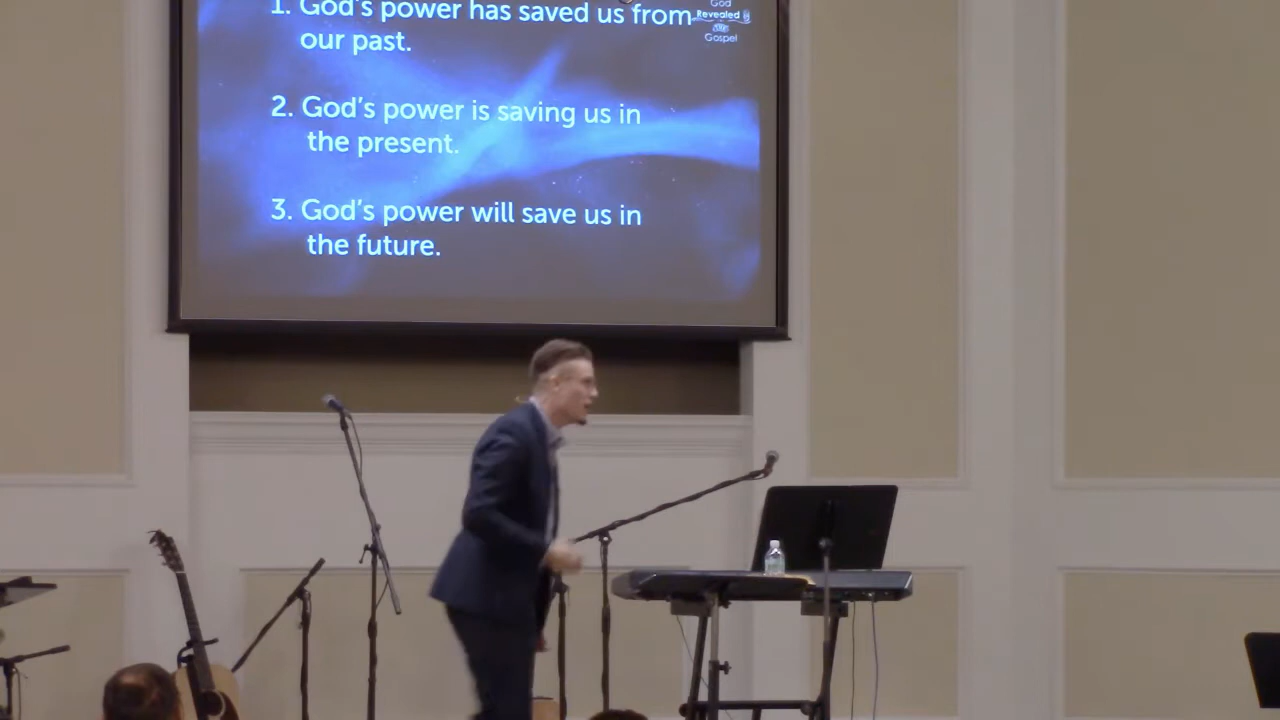 1. God's power has saved us from
our past.
God
Revealed
Gospel
2. God's power is saving us in
the present.
3. God's power will save us in
the future.